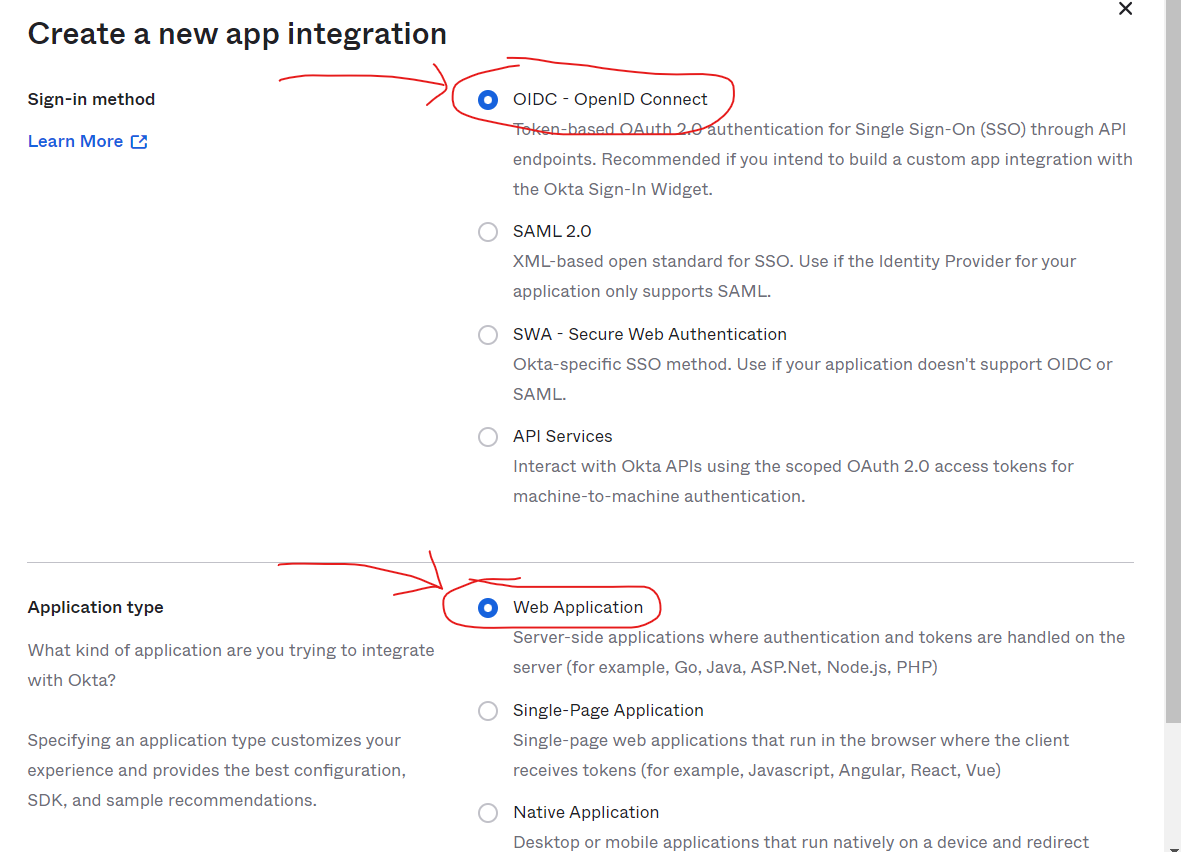 Create a new app integration
Sign-in method
Learn More
OIDC - OpenID Connect
Token-based OAuth 2.0 authentication for Single Sign-On (SSO) through API
endpoints. Recommended if you intend to build a custom app integration with
the Okta Sign-In Widget.
SAML 2.0
XML-based open standard for SSO. Use if the Identity Provider for your
application only supports SAML.
SWA - Secure Web Authentication
Okta-specific SSO method. Use if your application doesn't support OIDC or
SAML.
API Services
Interact with Okta APIs using the scoped OAuth 2.0 access tokens for
machine-to-machine authentication.
Application type
What kind of application are you trying to integrate
with Okta?
Specifying an application type customizes your
experience and provides the best configuration,
SDK, and sample recommendations.
Web Application
Server-side applications where authentication and tokens are handled on the
server (for example, Go, Java, ASP.Net, Node.js, PHP)
Single-Page Application
Single-page web applications that run in the browser where the client
receives tokens (for example, Javascript, Angular, React, Vue)
Native Application
Desktop or mobile applications that run natively on a device and redirect